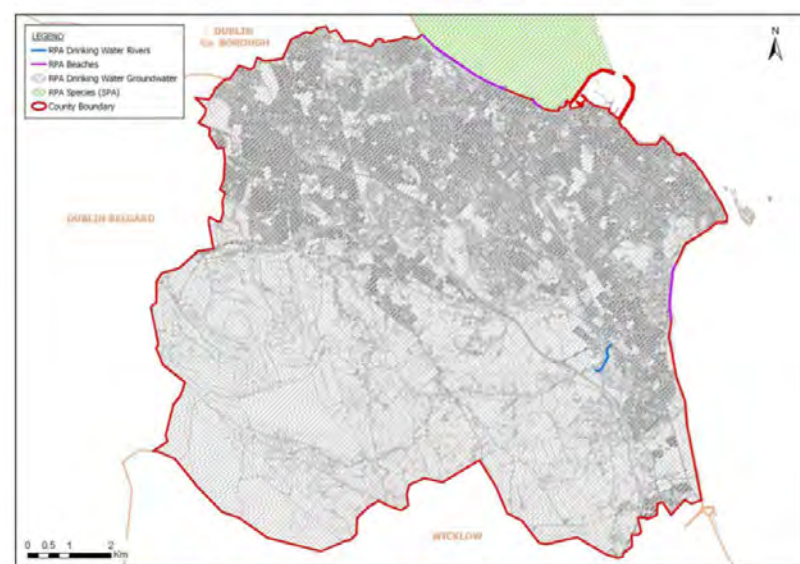 LEGEND
RPA Drinking Water Rivers
RPA Beaches
RPA Drinking Water Groundwater
RPA Species (SPA)
County Boundary
DUBLIN
Co. BOROUGH
N
DUBLIN BELGARD
WICKLOW
0 0.5 1 2
Km